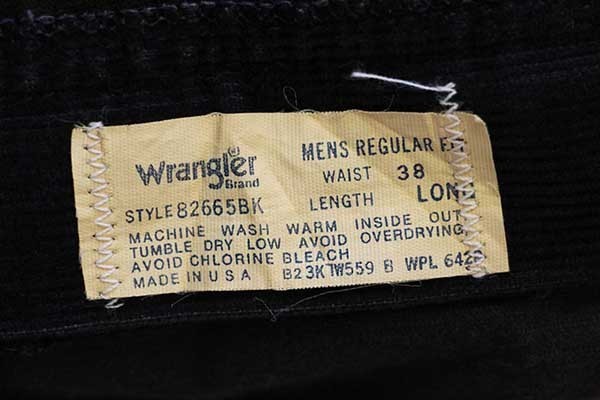 Wrangler®
Brand
MENS REGULAR FIT
WAIST 38
LENGTH LONG
STYLE 82665BK
MACHINE WASH WARM INSIDE OUT
TUMBLE DRY LOW AVOID OVERDRYING
AVOID CHLORINE BLEACH
MADE IN U S A B23KTW559 B WPL